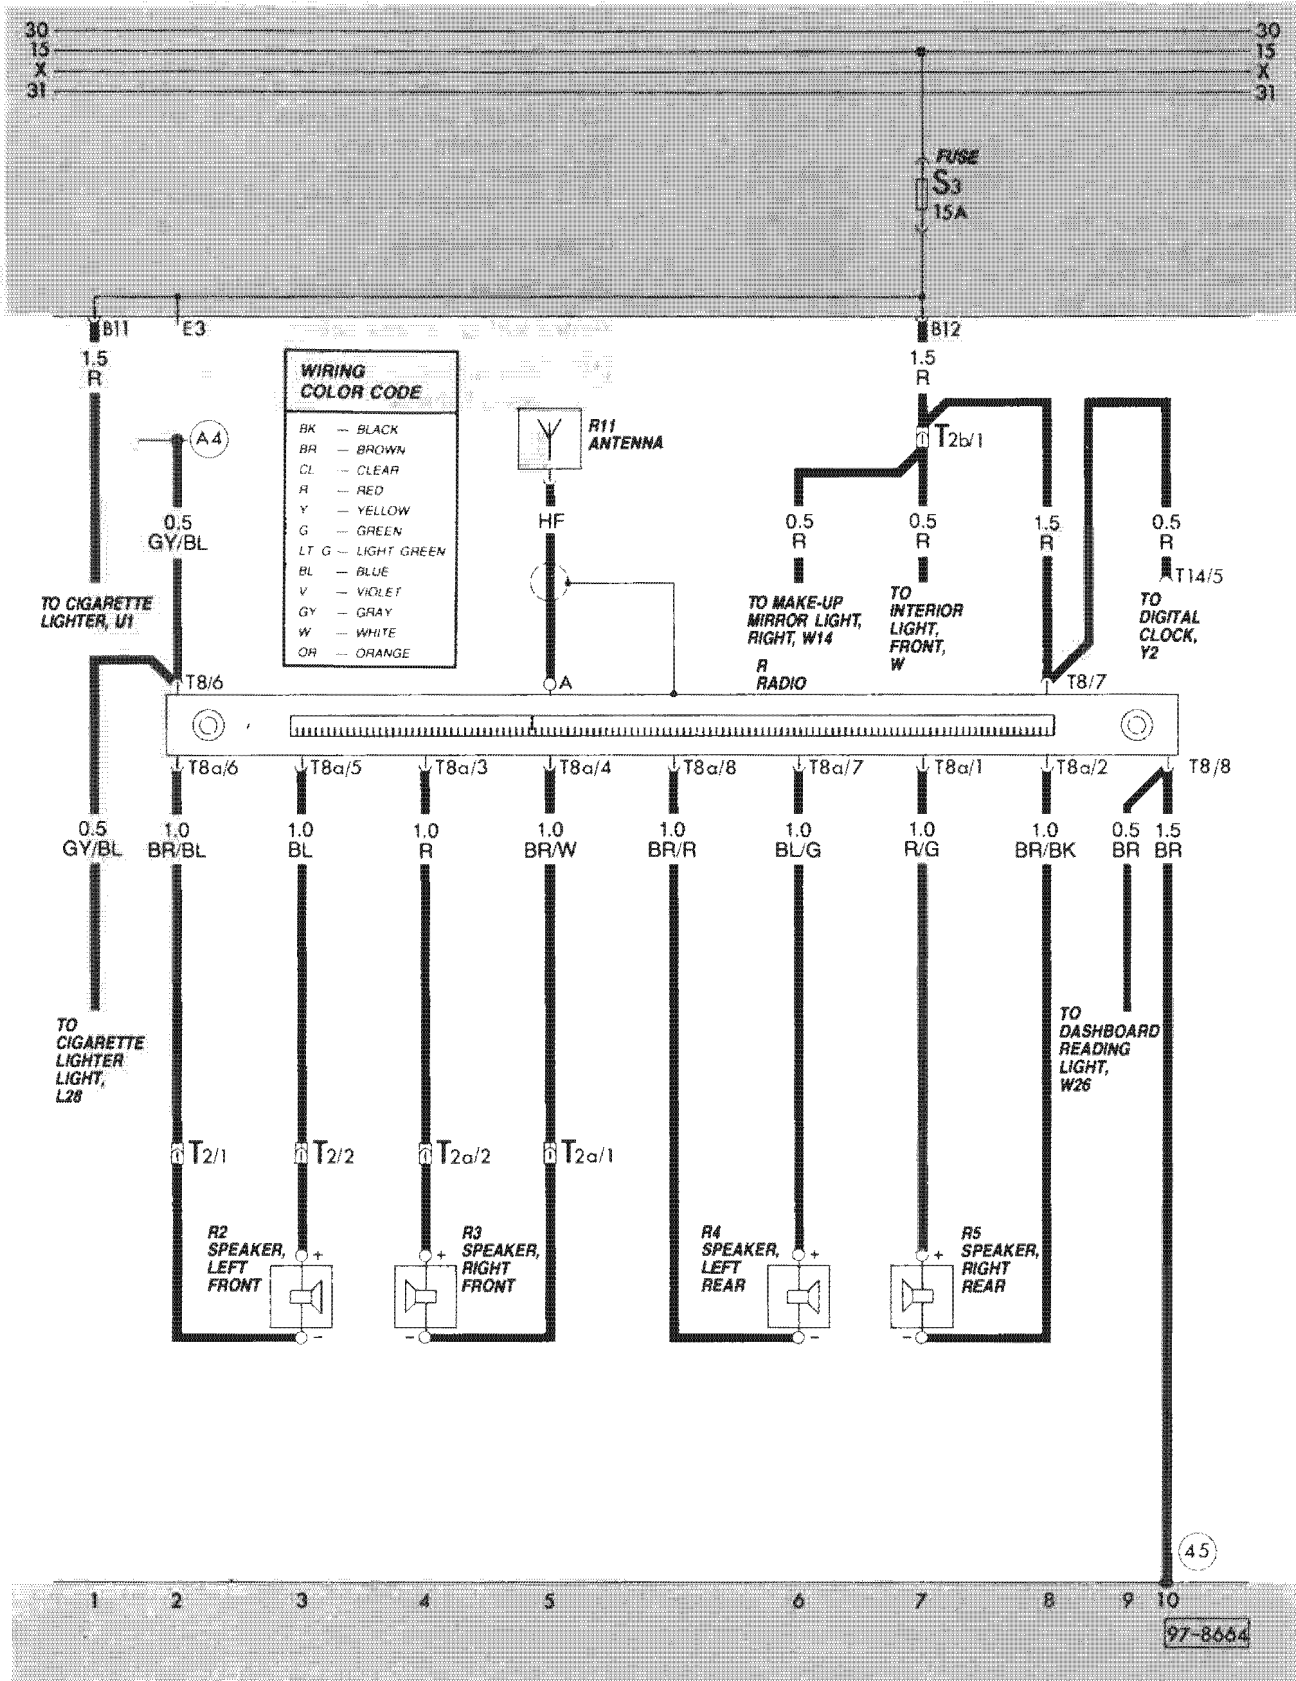 30 30
15 15
X X
31 31
FUSE
S3
15A
B11 E3 B12
1.5
R
1.5
R
WIRING
COLOR CODE
BK — BLACK
BR — BROWN
CL — CLEAR
R — RED
Y — YELLOW
G — GREEN
LT G — LIGHT GREEN
BL — BLUE
V — VIOLET
GY — GRAY
W — WHITE
OR — ORANGE
A4
R11
ANTENNA
T2b/1
0.5
GY/BL
HF
0.5
R
0.5
R
1.5
R
0.5
R
T14/5
TO CIGARETTE
LIGHTER, U1
TO MAKE-UP
MIRROR LIGHT,
RIGHT, W14
TO
INTERIOR
LIGHT,
FRONT,
W
TO
DIGITAL
CLOCK,
Y2
R
RADIO
T8/6 A T8/7
T8a/6 T8a/5 T8a/3 T8a/4 T8a/8 T8a/7 T8a/1 T8a/2 T8/8
0.5 1.0 1.0 1.0 1.0 1.0 1.0 1.0 1.0 0.5 1.5
GY/BL BR/BL BL R BR/W BR/R BL/G R/G BR/BK BR BR
TO
CIGARETTE
LIGHTER
LIGHT,
L28
TO
DASHBOARD
READING
LIGHT,
W26
T2/1 T2/2 T2a/2 T2a/1
R2
SPEAKER,
LEFT
FRONT
+
−
R3
SPEAKER,
RIGHT
FRONT
+
−
R4
SPEAKER,
LEFT
REAR
+
−
R5
SPEAKER,
RIGHT
REAR
+
−
45
1 2 3 4 5 6 7 8 9 10
97-8664